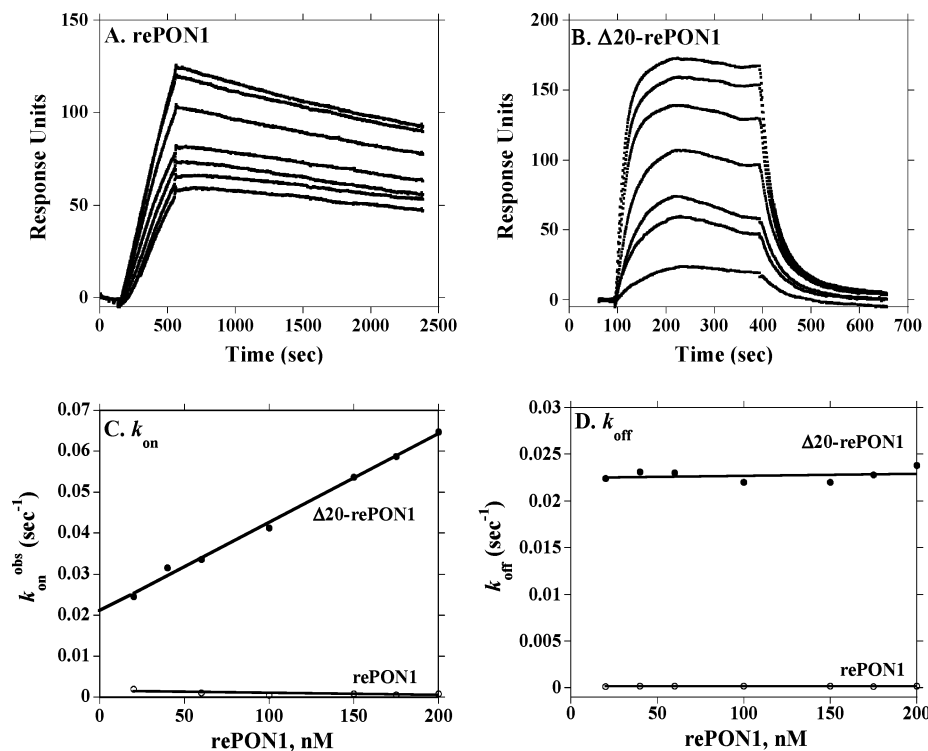 A. rePON1
Response Units
150
100
50
0
0 500 1000 1500 2000 2500
Time (sec)
B. Δ20-rePON1
Response Units
200
150
100
50
0
0 100 200 300 400 500 600 700
Time (sec)
C. kon
konobs (sec-1)
0.07
0.06
0.05
0.04
0.03
0.02
0.01
0
Δ20-rePON1
rePON1
0 50 100 150 200
rePON1, nM
D. koff
koff (sec-1)
0.03
0.025
0.02
0.015
0.01
0.005
0
Δ20-rePON1
rePON1
0 50 100 150 200
rePON1, nM